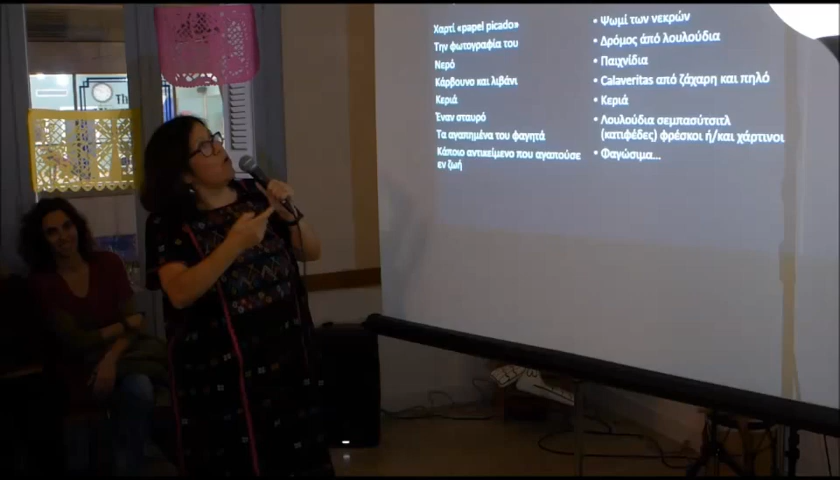 Χαρτί «papel picado»
Την φωτογραφία του
Νερό
Κάρβουνο και λιβάνι
Κεριά
Έναν σταυρό
Τα αγαπημένα του φαγητά
Κάποιο αντικείμενο που αγαπούσε
εν ζωή
• Ψωμί των νεκρών
• Δρόμος άπό λουλούδια
• Παιχνίδια
• Calaveritas από ζάχαρη και πηλό
• Κεριά
• Λουλούδια σεμπασύτσιτλ
(κατιφέδες) φρέσκοι ή/και χάρτινοι
• Φαγώσιμα...